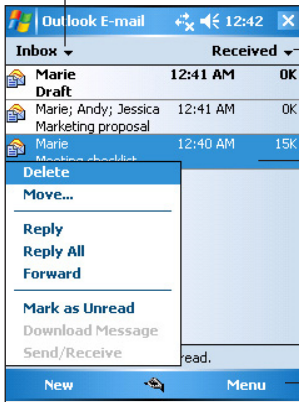 Outlook E-mail 12:42
Inbox Received
Marie 12:41 AM 0K
Draft
Marie; Andy; Jessica 12:41 AM 0K
Marketing proposal
Marie 12:40 AM 15K
Meeting checklist
Delete
Move...
Reply
Reply All
Forward
Mark as Unread
Download Message
Send/Receive
read.
New Menu